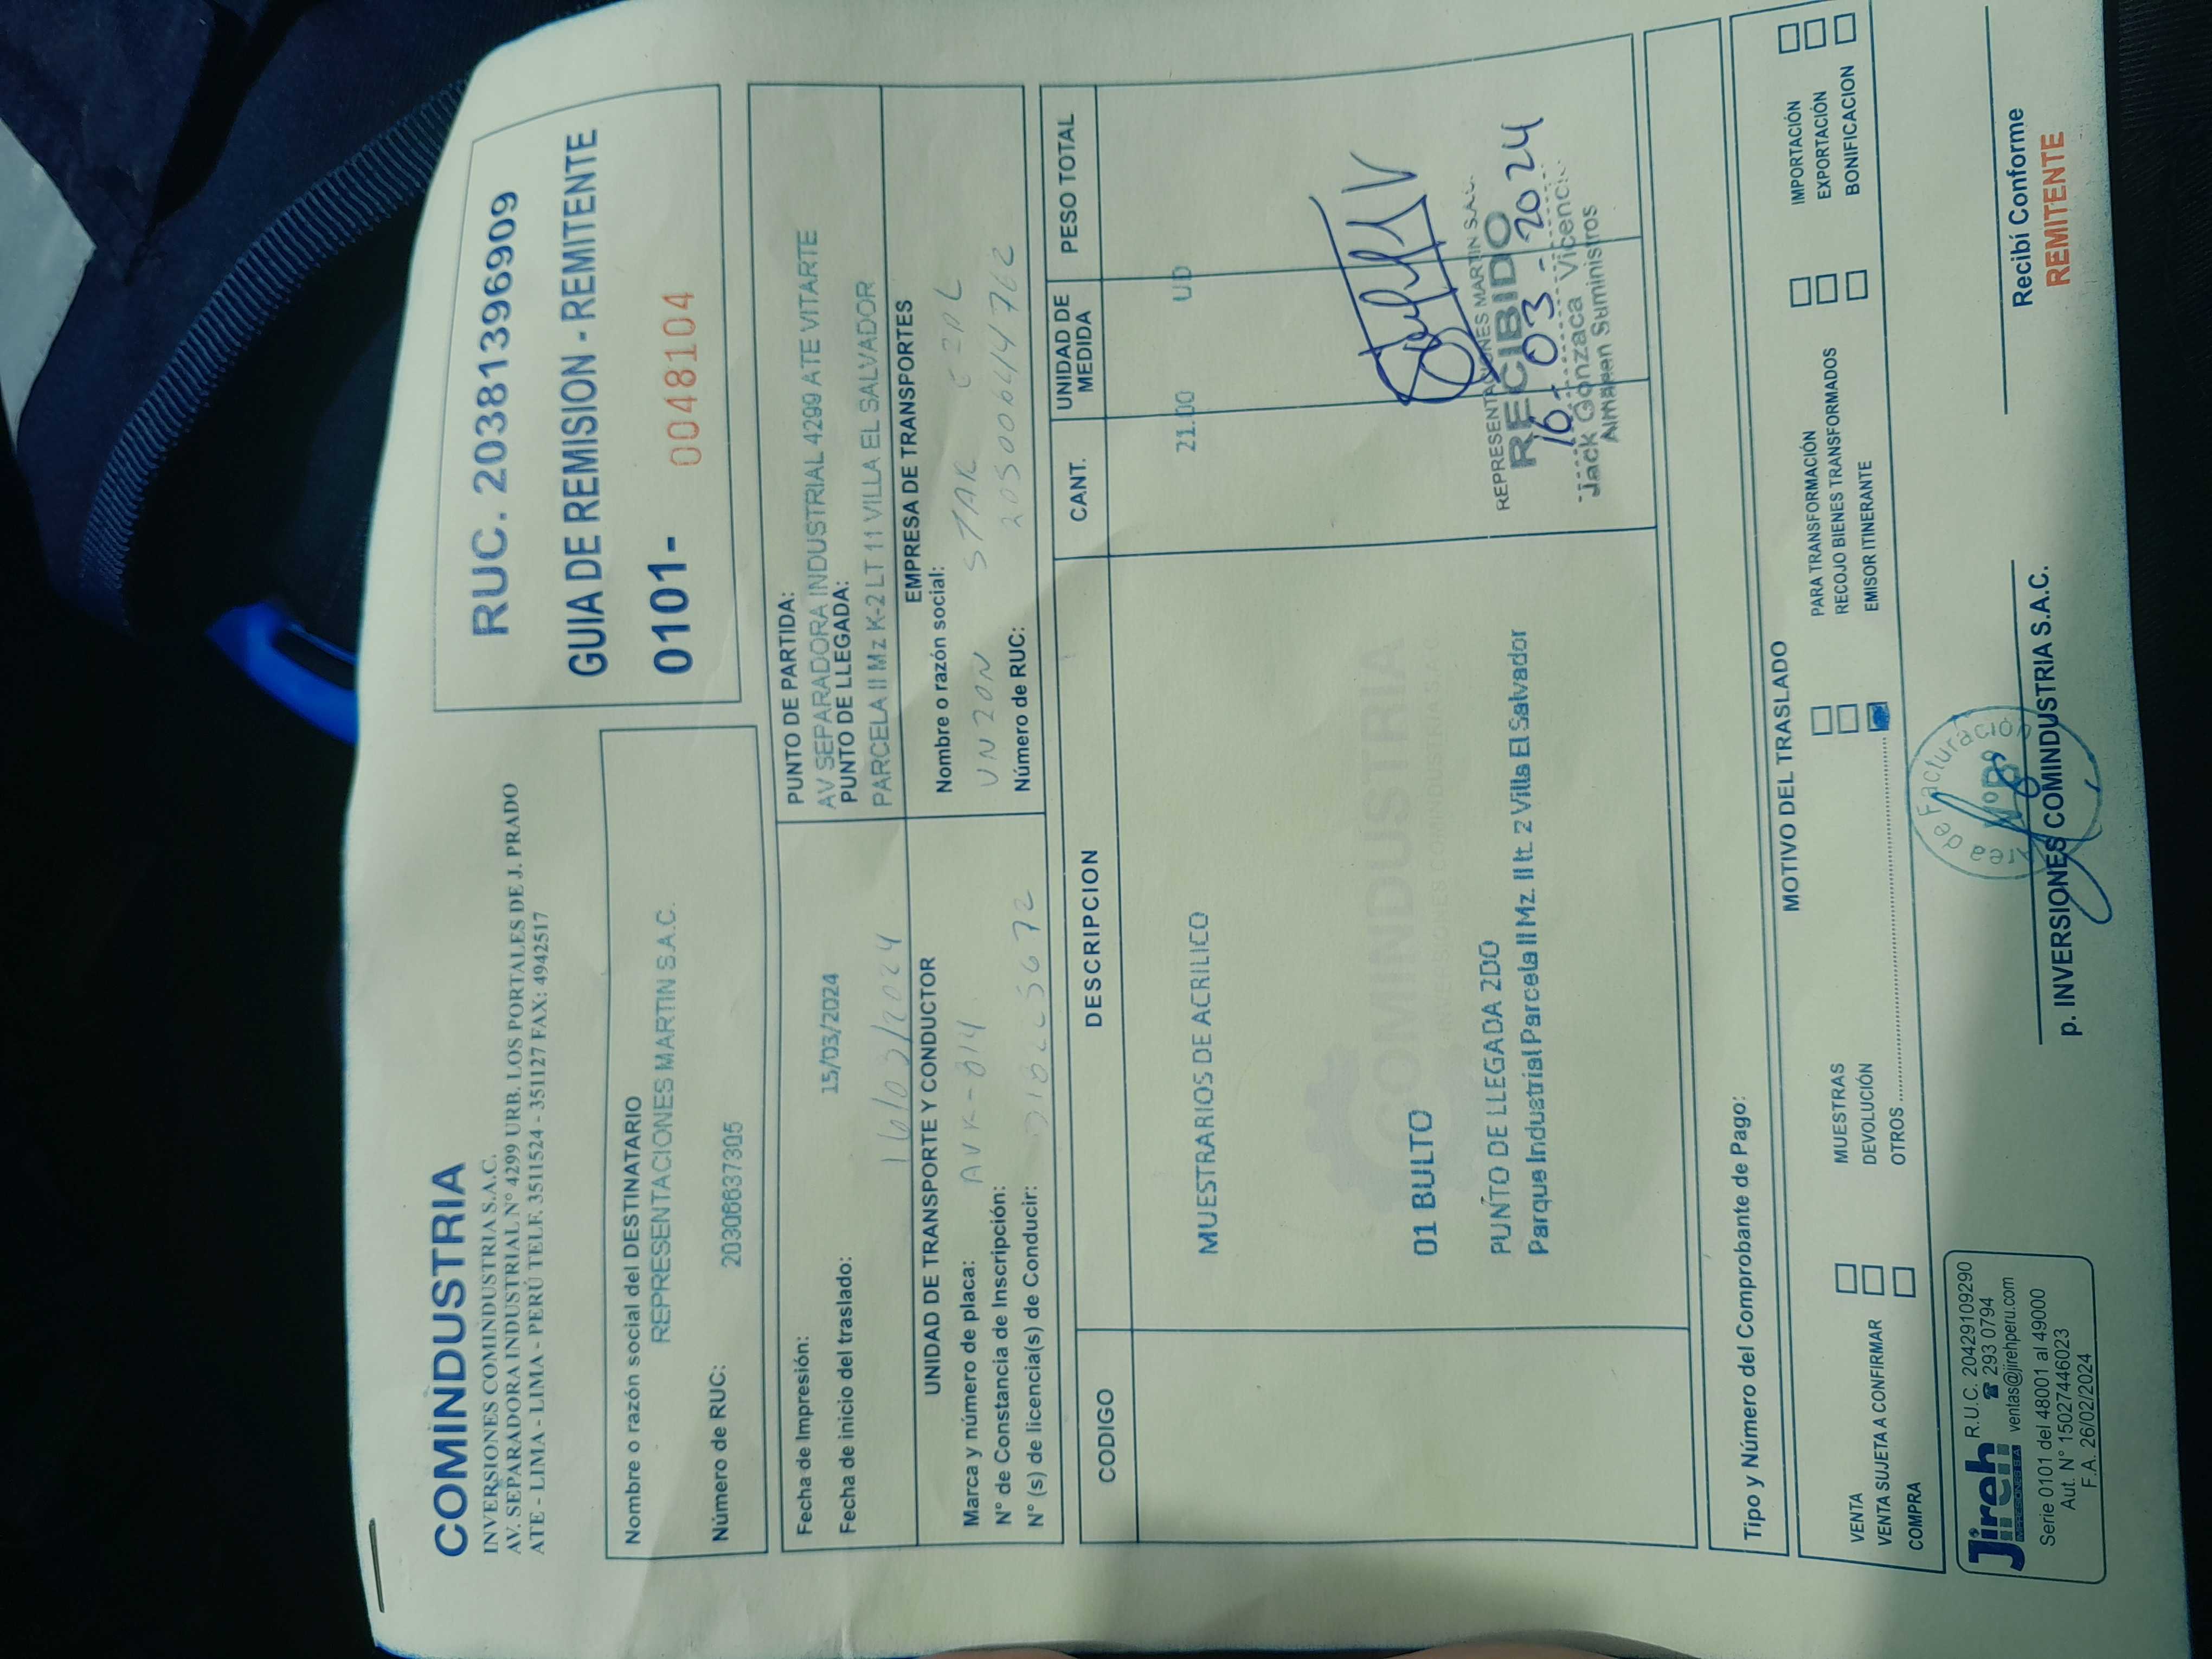 COMINDUSTRIA
INVERSIONES COMINDUSTRIA S.A.C.
AV. SEPARADORA INDUSTRIAL N° 4299 URB. LOS PORTALES DE J. PRADO
ATE - LIMA - PERÚ TELF. 3511524 - 351127 FAX: 4942517
RUC. 20381396909
GUIA DE REMISION - REMITENTE
0101- 0048104
Nombre o razón social del DESTINATARIO
REPRESENTACIONES MARTIN S.A.C.
Número de RUC: 20306637305
Fecha de Impresión: 15/03/2024
Fecha de inicio del traslado: 16/03/2024
PUNTO DE PARTIDA:
AV SEPARADORA INDUSTRIAL 4299 ATE VITARTE
PUNTO DE LLEGADA:
PARCELA II Mz K-2 LT 11 VILLA EL SALVADOR
UNIDAD DE TRANSPORTE Y CONDUCTOR
Marca y número de placa:
N° de Constancia de Inscripción:
N° (s) de licencia(s) de Conducir:
EMPRESA DE TRANSPORTES
Nombre o razón social:
STAR
Número de RUC:
CODIGO DESCRIPCION CANT. UNIDAD DE MEDIDA PESO TOTAL
MUESTRARIOS DE ACRILICO 21.00 UD
COMINDUSTRIA
INVERSIONES COMINDUSTRIA S.A.C.
01 BULTO
PUNTO DE LLEGADA 2DO
Parque Industrial Parcela II Mz. II lt. 2 Villa El Salvador
REPRESENTACIONES MARTIN S.A.C.
RECIBIDO
16-03-2024
Jack Gonzaca Vicenci
Almacen Suministros
Tipo y Número del Comprobante de Pago:
MOTIVO DEL TRASLADO
VENTA
VENTA SUJETA A CONFIRMAR
COMPRA
MUESTRAS
DEVOLUCIÓN
OTROS
PARA TRANSFORMACIÓN
RECOJO BIENES TRANSFORMADOS
EMISOR ITINERANTE
IMPORTACIÓN
EXPORTACIÓN
BONIFICACION
Jireh
R.U.C. 20429109290
293 0794
ventas@jirehperu.com
Serie 0101 del 48001 al 49000
Aut. N° 15027446023
F.A. 26/02/2024
Area de Facturación
p. INVERSIONES COMINDUSTRIA S.A.C.
Recibí Conforme
REMITENTE